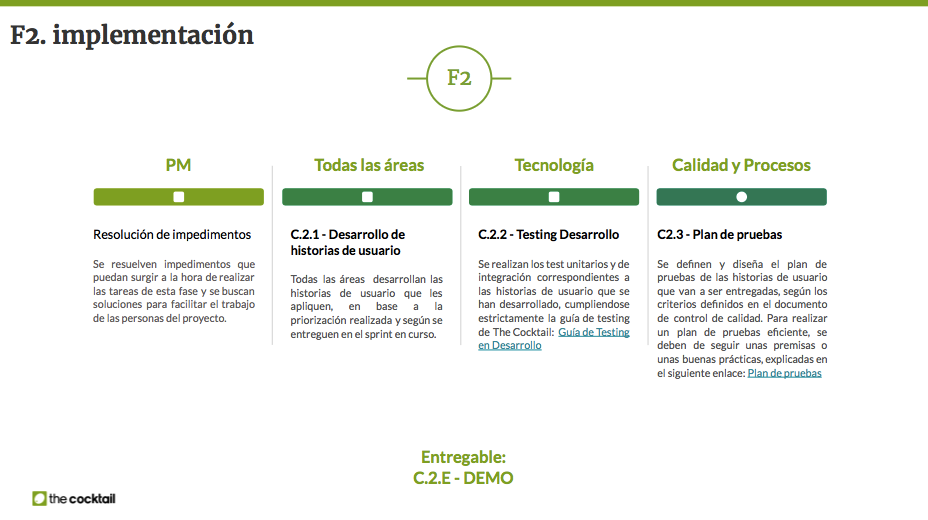 F2. implementación
F2
PM
Resolución de impedimentos
Se resuelven impedimentos que
puedan surgir a la hora de realizar
las tareas de esta fase y se buscan
soluciones para facilitar el trabajo
de las personas del proyecto.
Todas las áreas
C.2.1 - Desarrollo de
historias de usuario
Todas las áreas desarrollan las
historias de usuario que les
apliquen, en base a la
priorización realizada y según se
entreguen en el sprint en curso.
Tecnología
C.2.2 - Testing Desarrollo
Se realizan los test unitarios y de
integración correspondientes a
las historias de usuario que se
han desarrollado, cumpliendose
estrictamente la guía de testing
de The Cocktail: Guía de Testing
en Desarrollo
Calidad y Procesos
C2.3 - Plan de pruebas
Se definen y diseña el plan de
pruebas de las historias de usuario
que van a ser entregadas, según los
criterios definidos en el documento
de control de calidad. Para realizar
un plan de pruebas eficiente, se
deben de seguir unas premisas o
unas buenas prácticas, explicadas en
el siguiente enlace: Plan de pruebas
Entregable:
C.2.E - DEMO
the cocktail